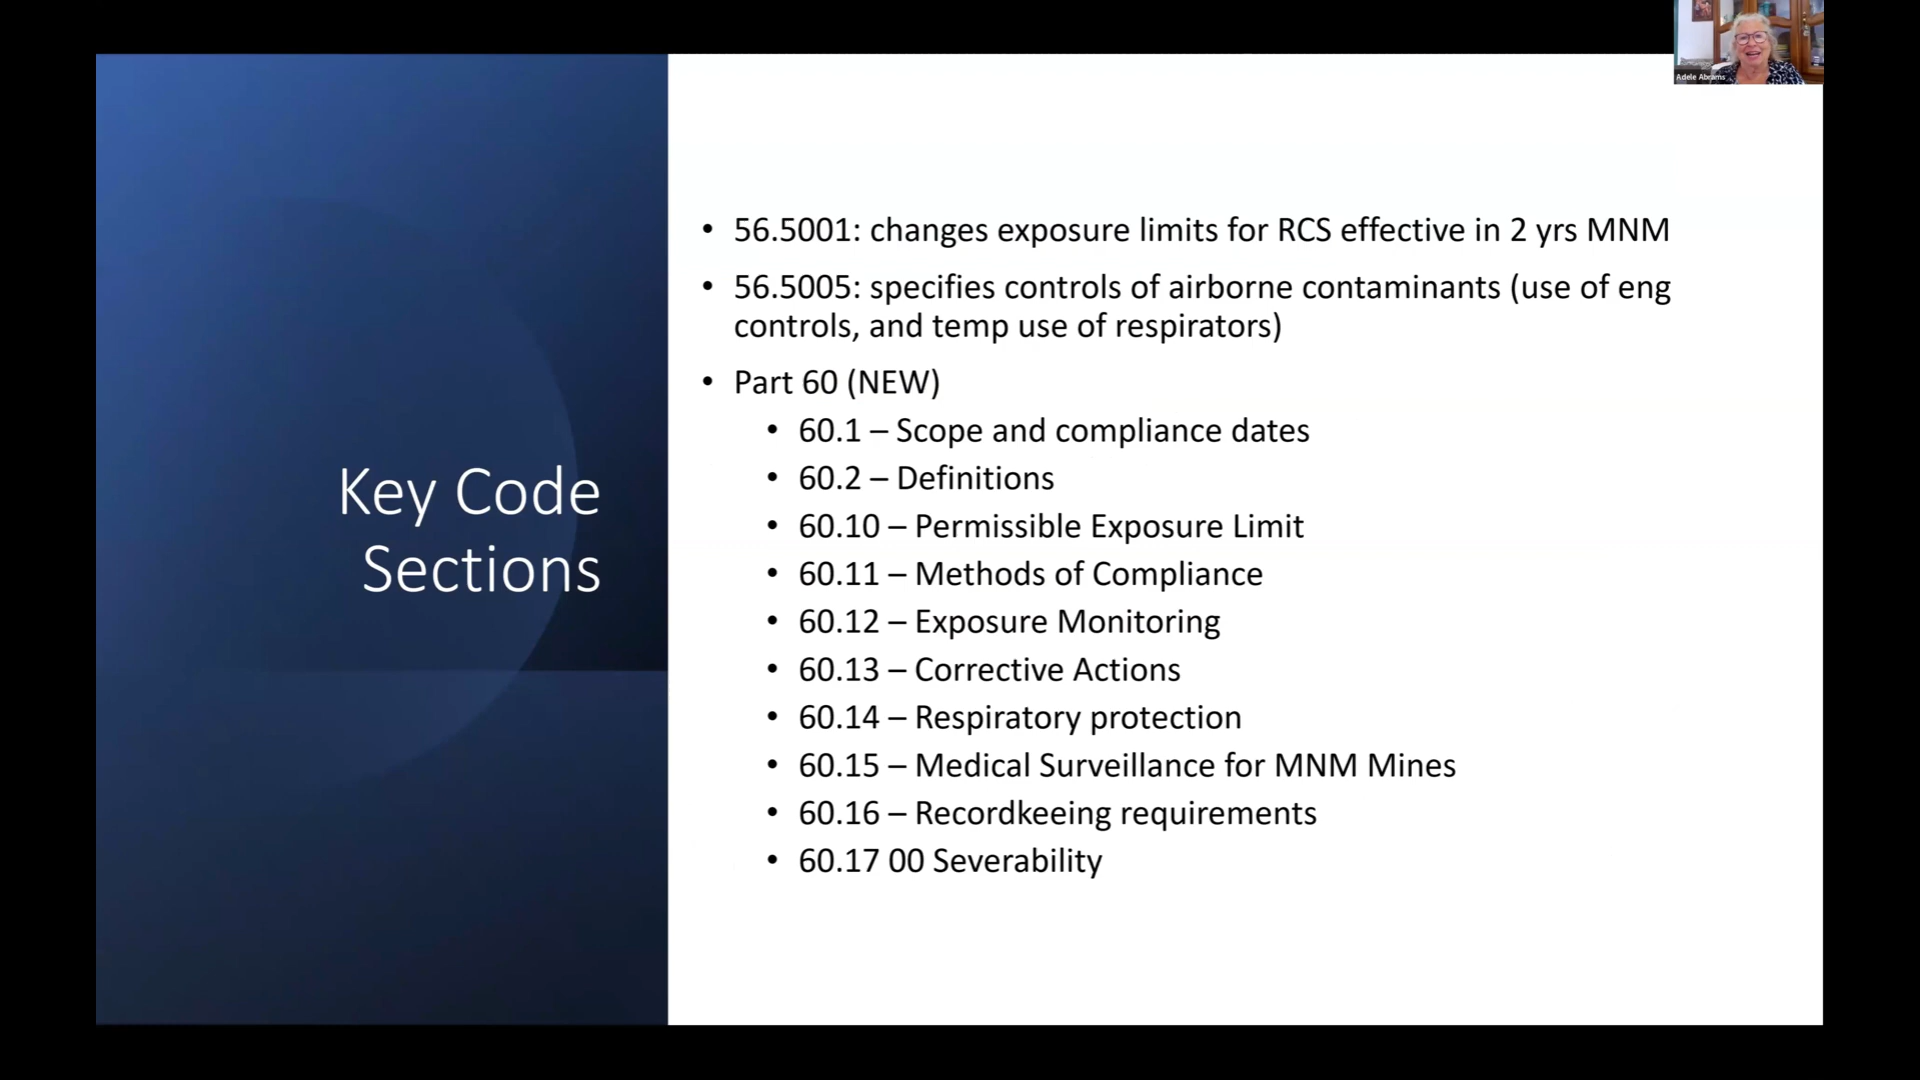 Adele Abrams
Key Code
Sections
• 56.5001: changes exposure limits for RCS effective in 2 yrs MNM
• 56.5005: specifies controls of airborne contaminants (use of eng
controls, and temp use of respirators)
• Part 60 (NEW)
• 60.1 – Scope and compliance dates
• 60.2 – Definitions
• 60.10 – Permissible Exposure Limit
• 60.11 – Methods of Compliance
• 60.12 – Exposure Monitoring
• 60.13 – Corrective Actions
• 60.14 – Respiratory protection
• 60.15 – Medical Surveillance for MNM Mines
• 60.16 – Recordkeeing requirements
• 60.17 00 Severability